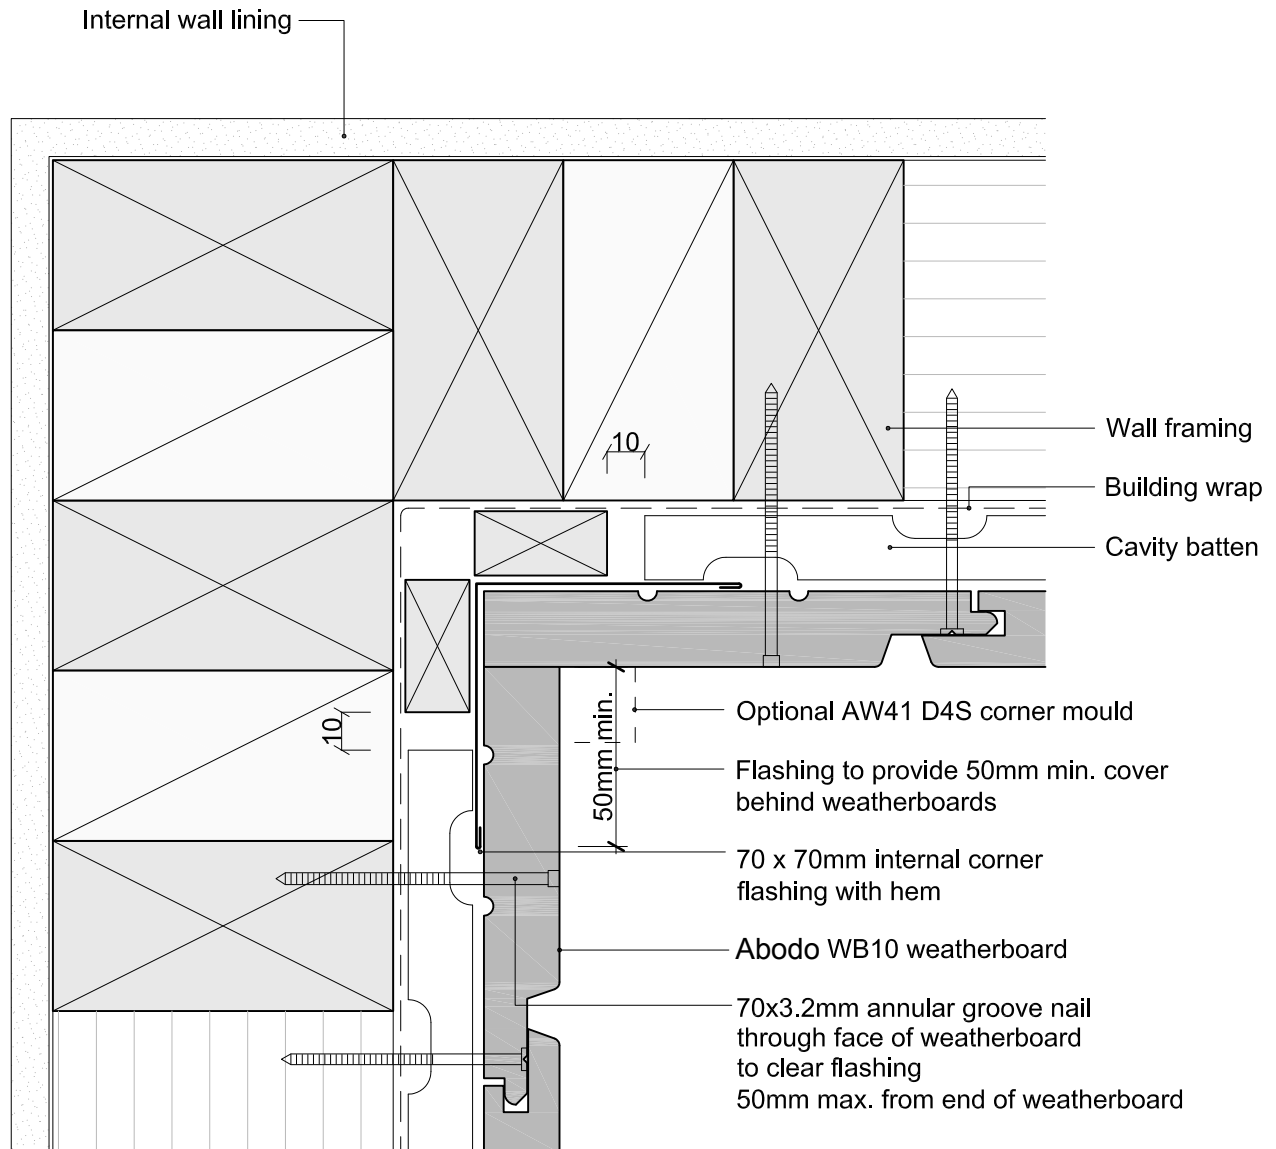 Internal wall lining
10
Wall framing
Building wrap
Cavity batten
10
50mm min.
Optional AW41 D4S corner mould
Flashing to provide 50mm min. cover
behind weatherboards
70 x 70mm internal corner
flashing with hem
Abodo WB10 weatherboard
70x3.2mm annular groove nail
through face of weatherboard
to clear flashing
50mm max. from end of weatherboard